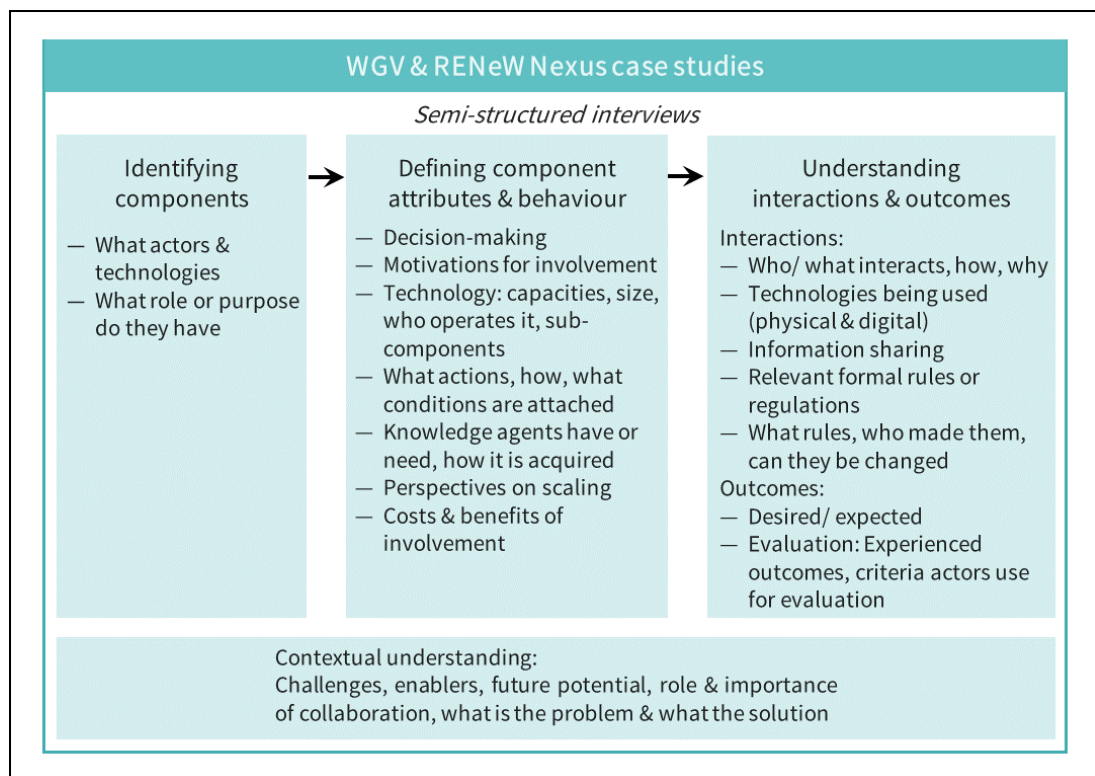 WGV & RENeW Nexus case studies
Semi-structured interviews
Identifying
components
— What actors &
technologies
— What role or purpose
do they have
Defining component
attributes & behaviour
— Decision-making
— Motivations for involvement
— Technology: capacities, size,
who operates it, sub-
components
— What actions, how, what
conditions are attached
— Knowledge agents have or
need, how it is acquired
— Perspectives on scaling
— Costs & benefits of
involvement
Understanding
interactions & outcomes
Interactions:
— Who/ what interacts, how, why
— Technologies being used
(physical & digital)
— Information sharing
— Relevant formal rules or
regulations
— What rules, who made them,
can they be changed
Outcomes:
— Desired/ expected
— Evaluation: Experienced
outcomes, criteria actors use
for evaluation
Contextual understanding:
Challenges, enablers, future potential, role & importance
of collaboration, what is the problem & what the solution